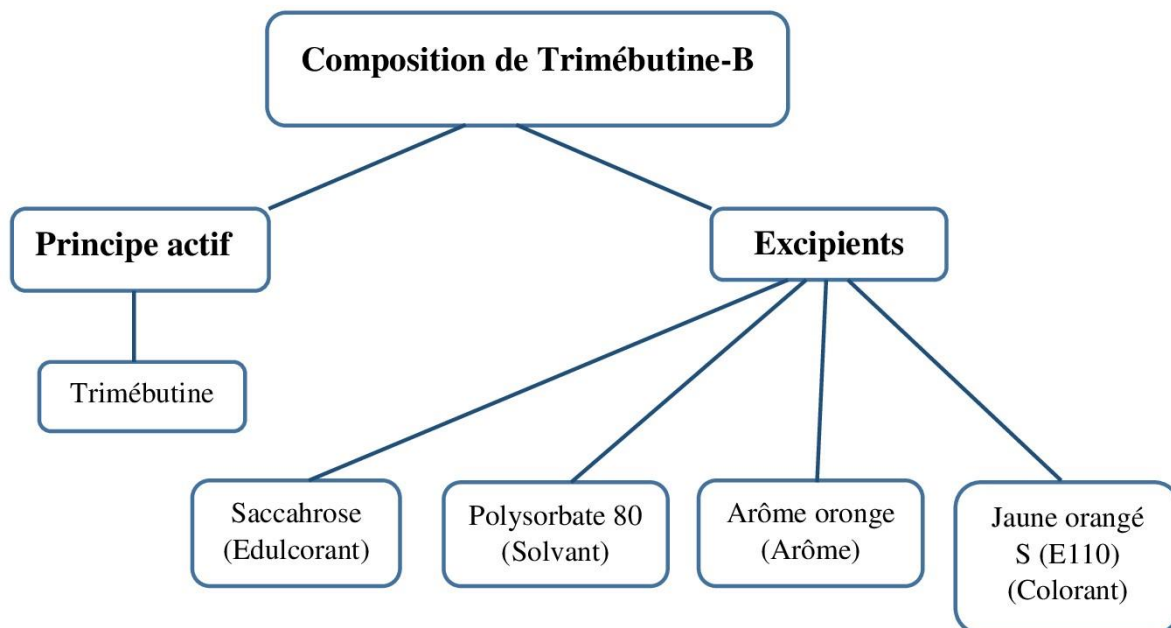 Composition de Trimébutine-B
Principe actif
Excipients
Trimébutine
Saccahrose
(Edulcorant)
Polysorbate 80
(Solvant)
Arôme oronge
(Arôme)
Jaune orangé
S (E110)
(Colorant)